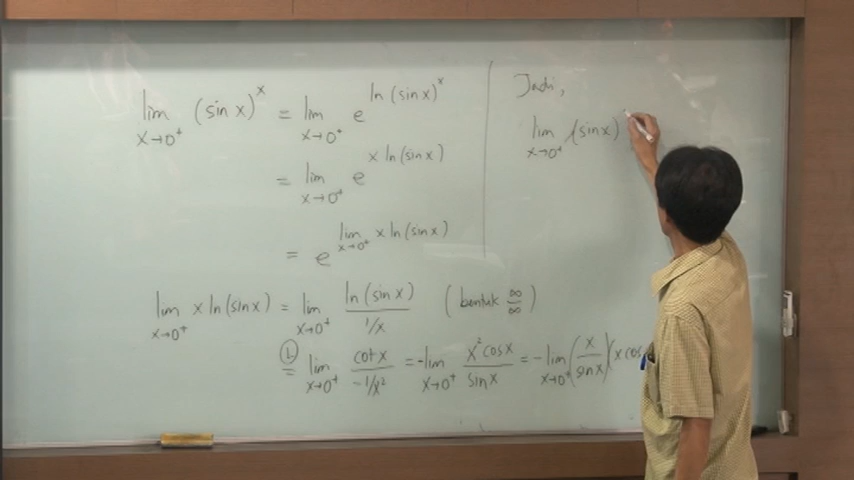 lim x→0⁺ (sin x)^x = lim x→0⁺ e^(ln (sin x)^x)
= lim x→0⁺ e^(x ln (sin x))
= e^(lim x→0⁺ x ln (sin x))
lim x→0⁺ x ln (sin x) = lim x→0⁺ ln (sin x) / 1/x (bentuk ∞/∞)
Ⓛ = lim x→0⁺ cot x / -1/x² = -lim x→0⁺ x² cos x / sin x = -lim x→0⁺ (x / sin x)(x cos
Jadi,
lim x→0⁺ (sin x)